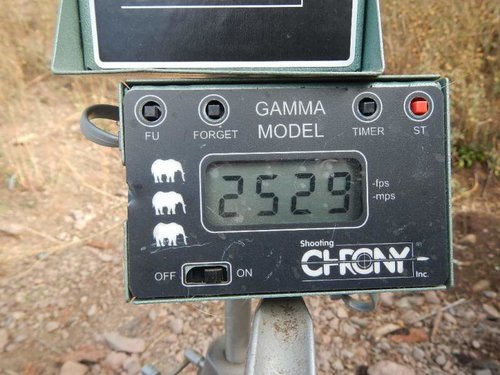 GAMMA
MODEL
FU
FORGET
TIMER
ST
2529
-fps
-mps
OFF
ON
Shooting
CHRONY
Inc.